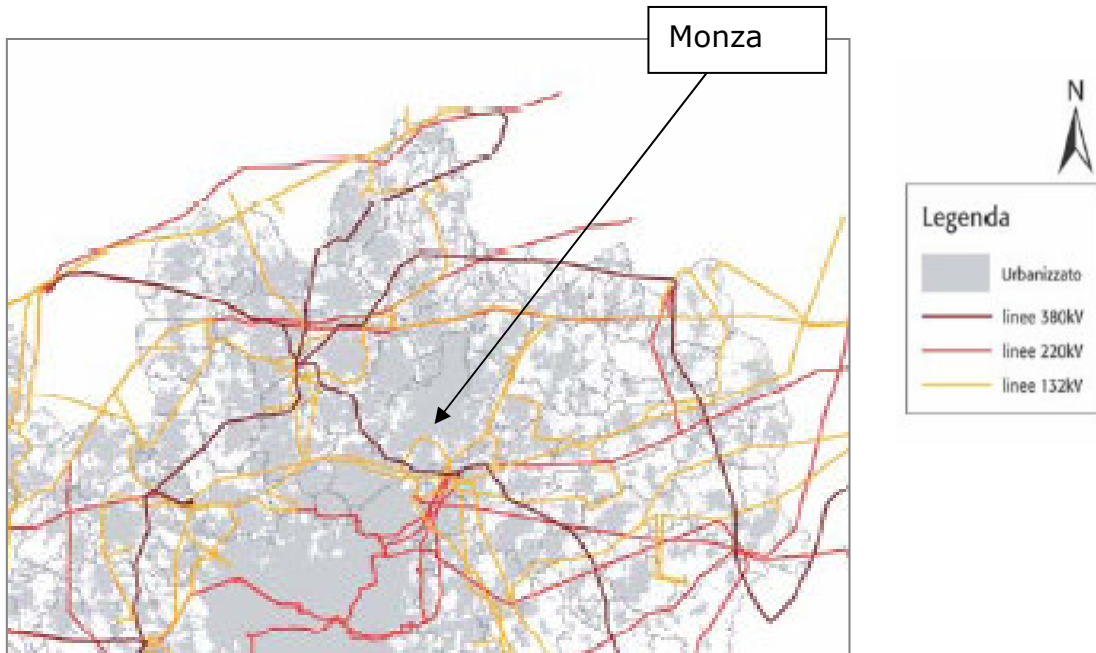 Monza
N
Legenda
Urbanizzato
linee 380kV
linee 220kV
linee 132kV